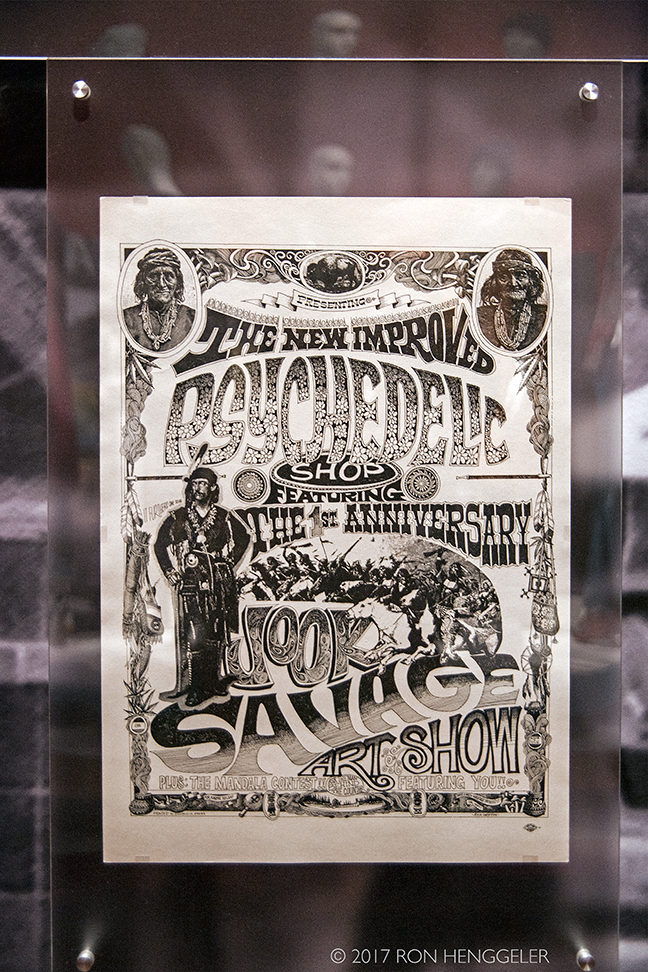 PRESENTING
THE NEW IMPROVED
PSYCHEDELIC
SHOP
FEATURING
THE 1ST ANNIVERSARY
JOOK
SAVAGE
ART SHOW
PLUS: THE MANDALA CONTEST FEATURING YOU!!
© 2017 RON HENGGELER